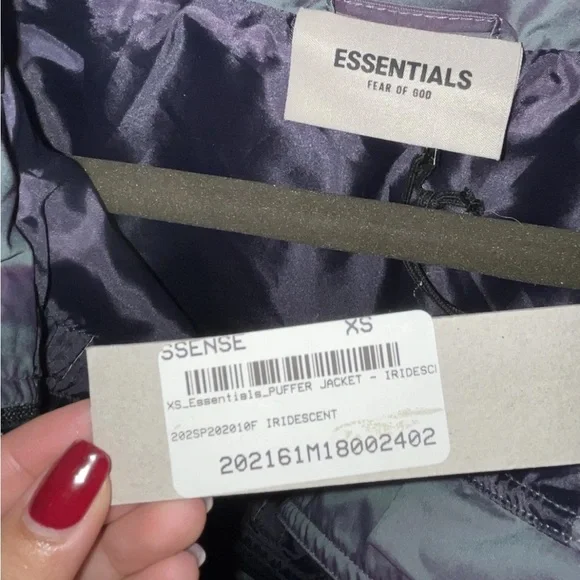 ESSENTIALS
FEAR OF GOD
SSENSE XS
XS_Essentials_PUFFER JACKET - IRIDESC
202SP202010F IRIDESCENT
202161M18002402